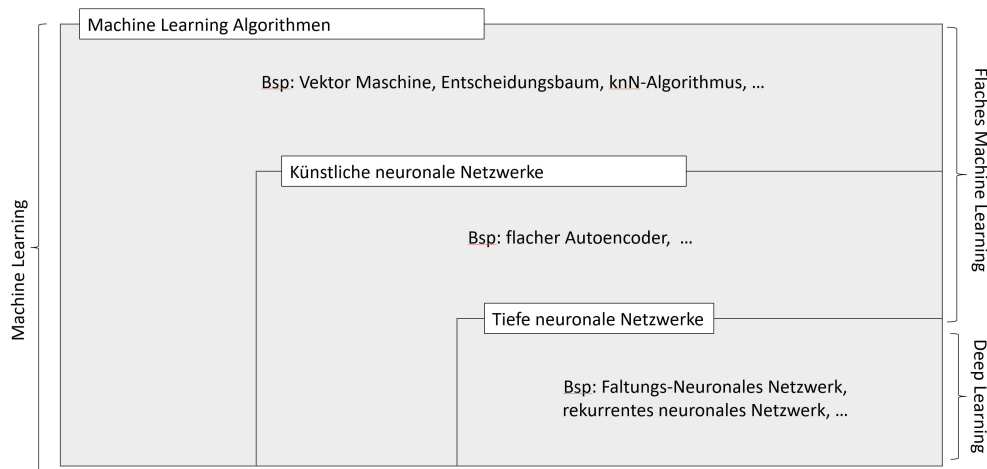 Machine Learning Algorithmen
Bsp: Vektor Maschine, Entscheidungsbaum, knN-Algorithmus, ...
Künstliche neuronale Netzwerke
Bsp: flacher Autoencoder, ...
Tiefe neuronale Netzwerke
Bsp: Faltungs-Neuronales Netzwerk,
rekurrentes neuronales Netzwerk, ...
Machine Learning
Flaches Machine Learning
Deep Learning